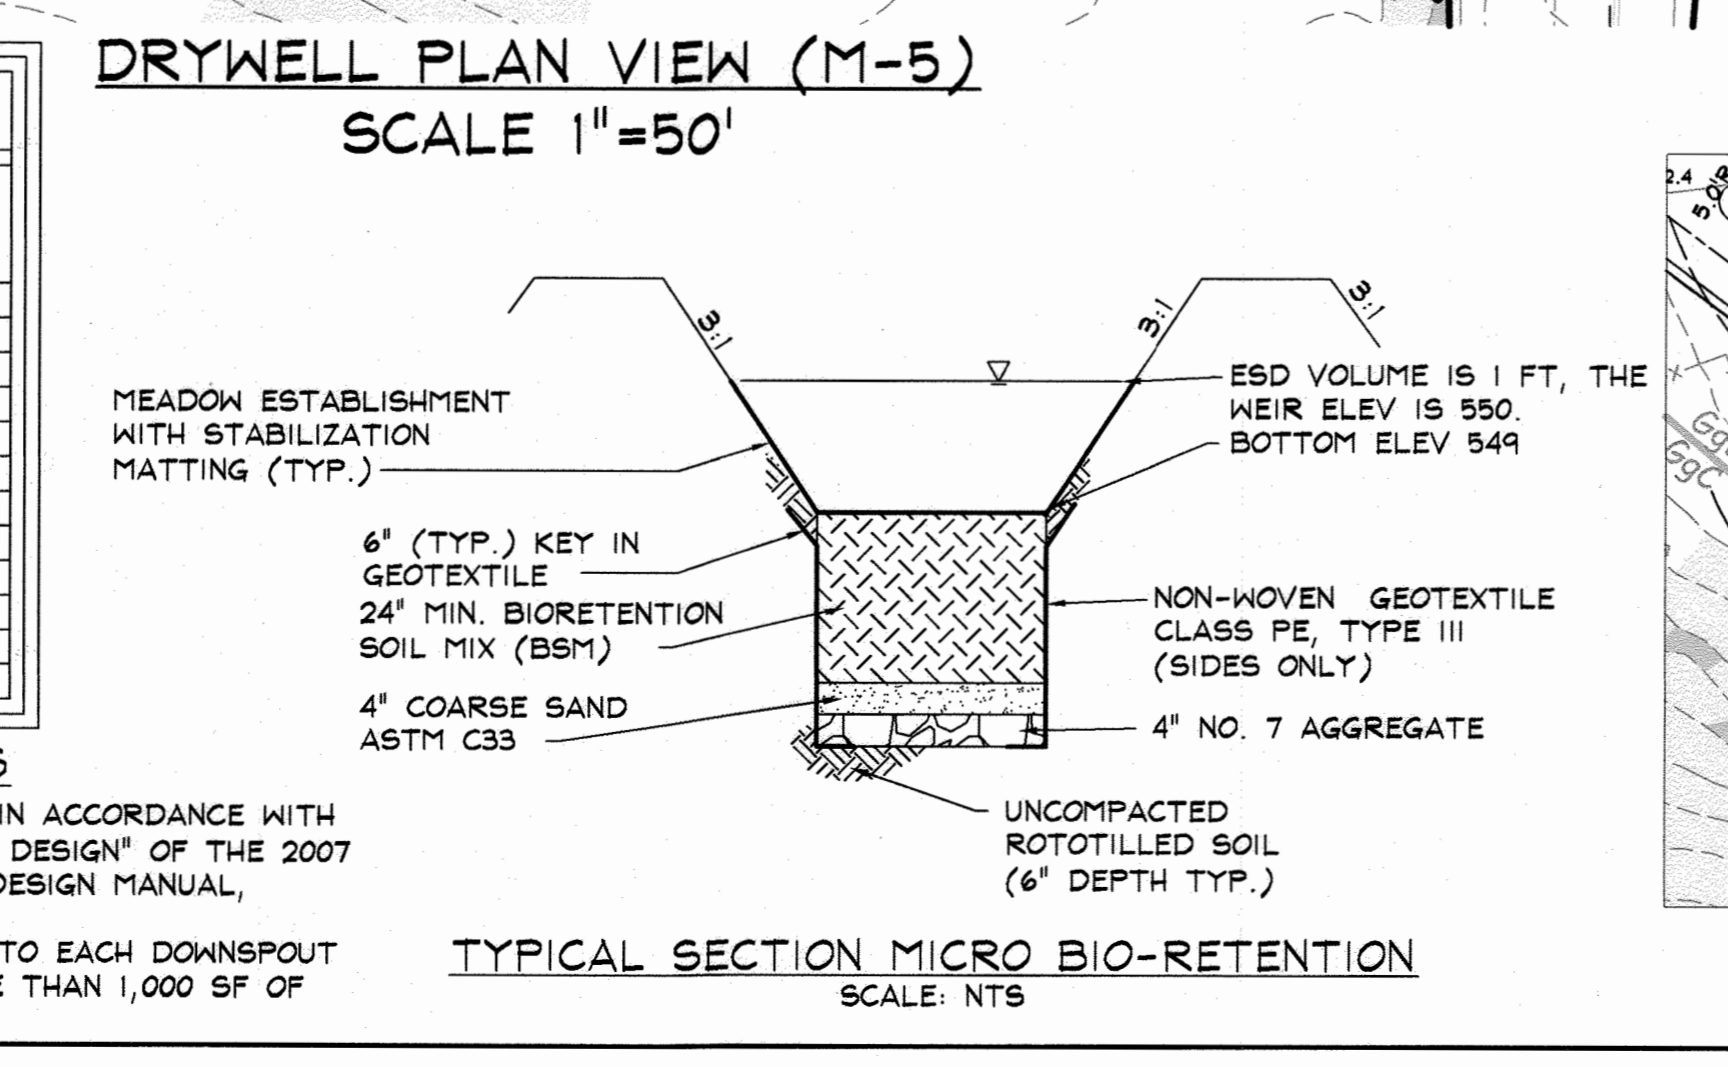 DRYWELL PLAN VIEW (M-5)
SCALE 1"=50'
3:1
3:1
3:1
MEADOW ESTABLISHMENT
WITH STABILIZATION
MATTING (TYP.)
ESD VOLUME IS 1 FT, THE
WEIR ELEV IS 550.
BOTTOM ELEV 549
6" (TYP.) KEY IN
GEOTEXTILE
24" MIN. BIORETENTION
SOIL MIX (BSM)
4" COARSE SAND
ASTM C33
NON-WOVEN GEOTEXTILE
CLASS PE, TYPE III
(SIDES ONLY)
4" NO. 7 AGGREGATE
UNCOMPACTED
ROTOTILLED SOIL
(6" DEPTH TYP.)
TYPICAL SECTION MICRO BIO-RETENTION
SCALE: NTS
IN ACCORDANCE WITH
DESIGN" OF THE 2007
DESIGN MANUAL,
TO EACH DOWNSPOUT
THAN 1,000 SF OF
2.4
GgC